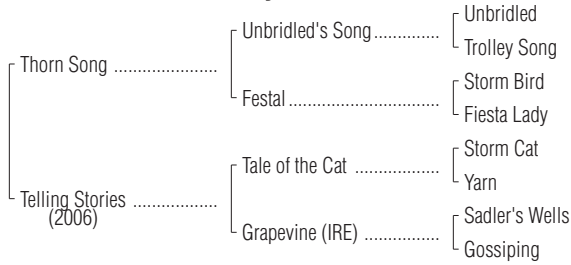 Unbridled
Unbridled's Song..............
Trolley Song
Thorn Song ......................
Storm Bird
Festal................................
Fiesta Lady
Storm Cat
Tale of the Cat ..................
Yarn
Telling Stories ..................
(2006)
Sadler's Wells
Grapevine (IRE) ................
Gossiping